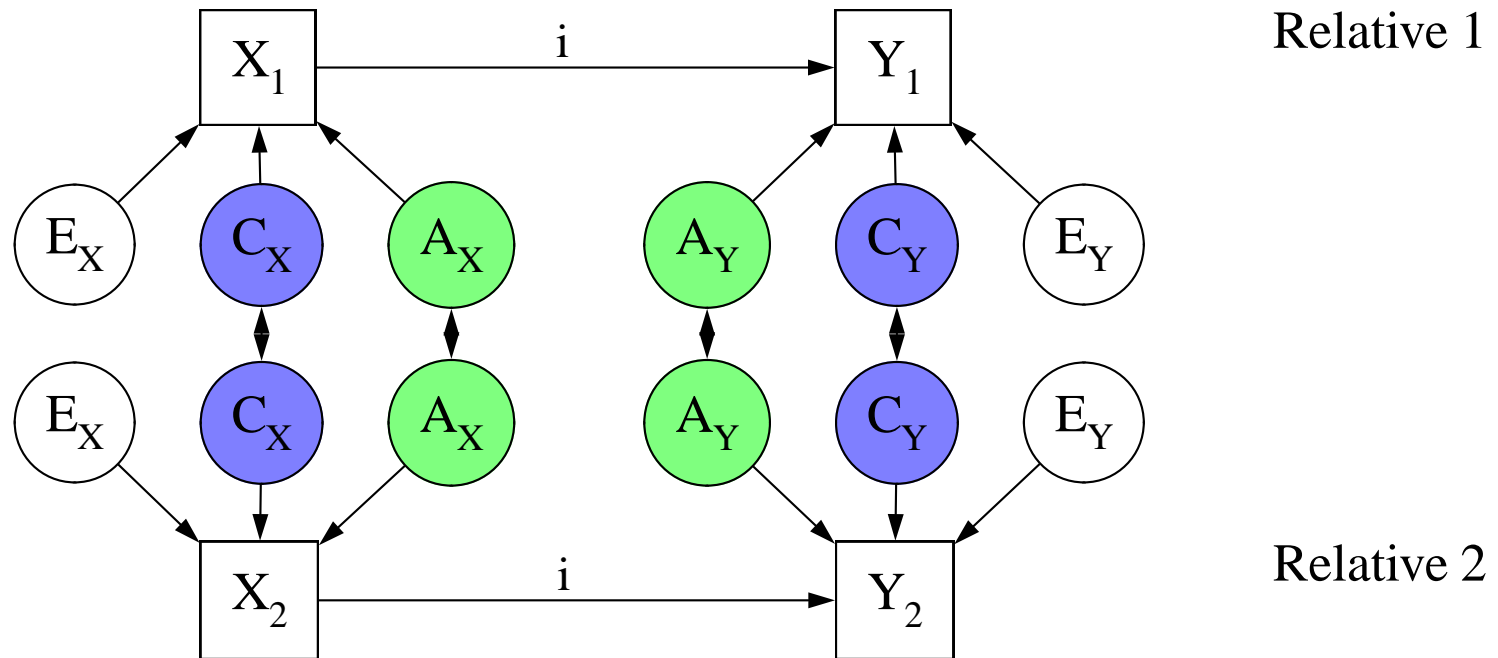 i
X1 Y1 Relative 1
EX CX AX AY CY EY
EX CX AX AY CY EY
i
X2 Y2 Relative 2